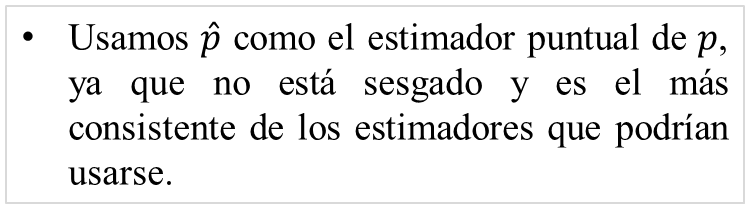 • Usamos p̂ como el estimador puntual de p,
ya que no está sesgado y es el más
consistente de los estimadores que podrían
usarse.